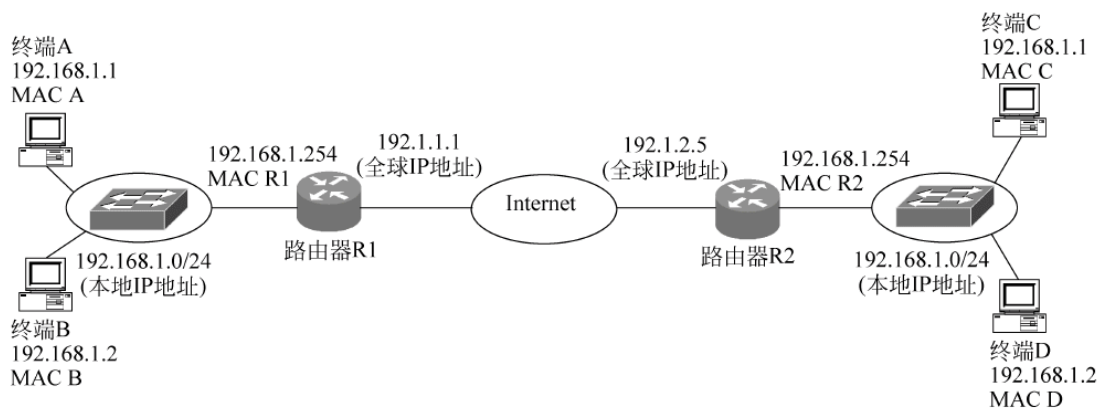 终端A
192.168.1.1
MAC A
192.168.1.254
MAC R1
192.1.1.1
(全球IP地址)
路由器R1
192.168.1.0/24
(本地IP地址)
终端B
192.168.1.2
MAC B
Internet
192.1.2.5
(全球IP地址)
192.168.1.254
MAC R2
路由器R2
终端C
192.168.1.1
MAC C
192.168.1.0/24
(本地IP地址)
终端D
192.168.1.2
MAC D